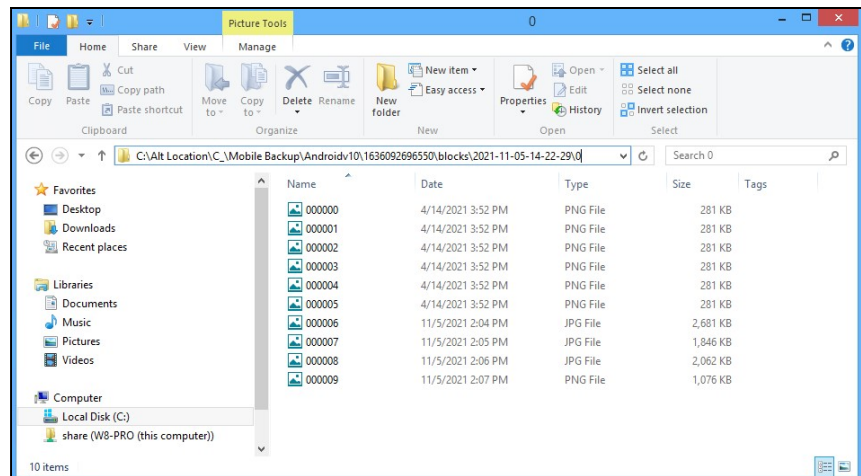 Picture Tools
0
File Home Share View Manage
Copy
Paste
Cut
Copy path
Paste shortcut
Clipboard
Move to
Copy to
Delete
Rename
Organize
New folder
New item
Easy access
New
Properties
Open
Edit
History
Open
Select all
Select none
Invert selection
Select
C:\Alt Location\C_\Mobile Backup\Androidv10\1636092696550\blocks\2021-11-05-14-22-29\0
Search 0
Favorites
Desktop
Downloads
Recent places
Libraries
Documents
Music
Pictures
Videos
Computer
Local Disk (C:)
share (W8-PRO (this computer))
Name Date Type Size Tags
000000 4/14/2021 3:52 PM PNG File 281 KB
000001 4/14/2021 3:52 PM PNG File 281 KB
000002 4/14/2021 3:52 PM PNG File 281 KB
000003 4/14/2021 3:52 PM PNG File 281 KB
000004 4/14/2021 3:52 PM PNG File 281 KB
000005 4/14/2021 3:52 PM PNG File 281 KB
000006 11/5/2021 2:04 PM JPG File 2,681 KB
000007 11/5/2021 2:05 PM JPG File 1,846 KB
000008 11/5/2021 2:06 PM JPG File 2,062 KB
000009 11/5/2021 2:07 PM PNG File 1,076 KB
10 items